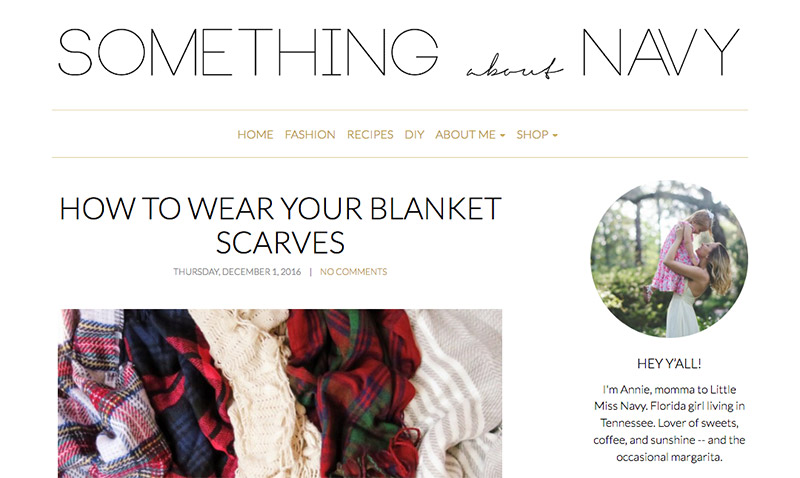 SOMETHING about NAVY
HOME FASHION RECIPES DIY ABOUT ME SHOP
HOW TO WEAR YOUR BLANKET
SCARVES
THURSDAY, DECEMBER 1, 2016 | NO COMMENTS
HEY Y'ALL!
I'm Annie, momma to Little
Miss Navy. Florida girl living in
Tennessee. Lover of sweets,
coffee, and sunshine -- and the
occasional margarita.